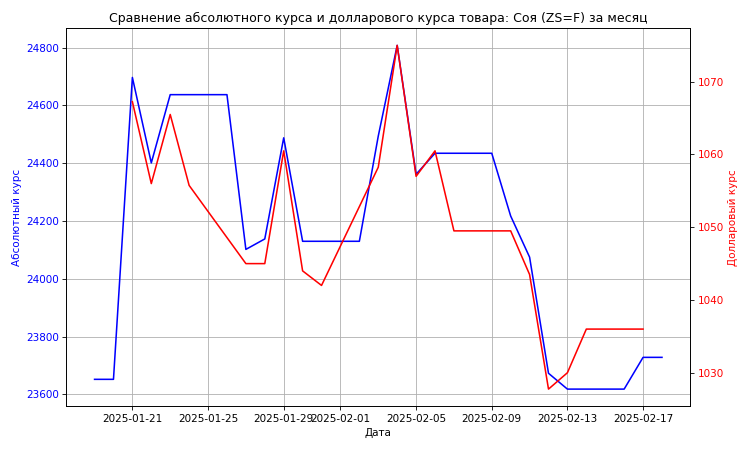 Сравнение абсолютного курса и долларового курса товара: Соя (ZS=F) за месяц
Абсолютный курс
24800
24600
24400
24200
24000
23800
23600
1070
1060
1050
1040
1030
Долларовый курс
2025-01-21 2025-01-25 2025-01-29 2025-02-01 2025-02-05 2025-02-09 2025-02-13 2025-02-17
Дата